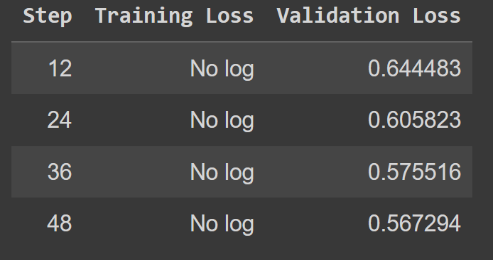 Step Training Loss Validation Loss
12 No log 0.644483
24 No log 0.605823
36 No log 0.575516
48 No log 0.567294